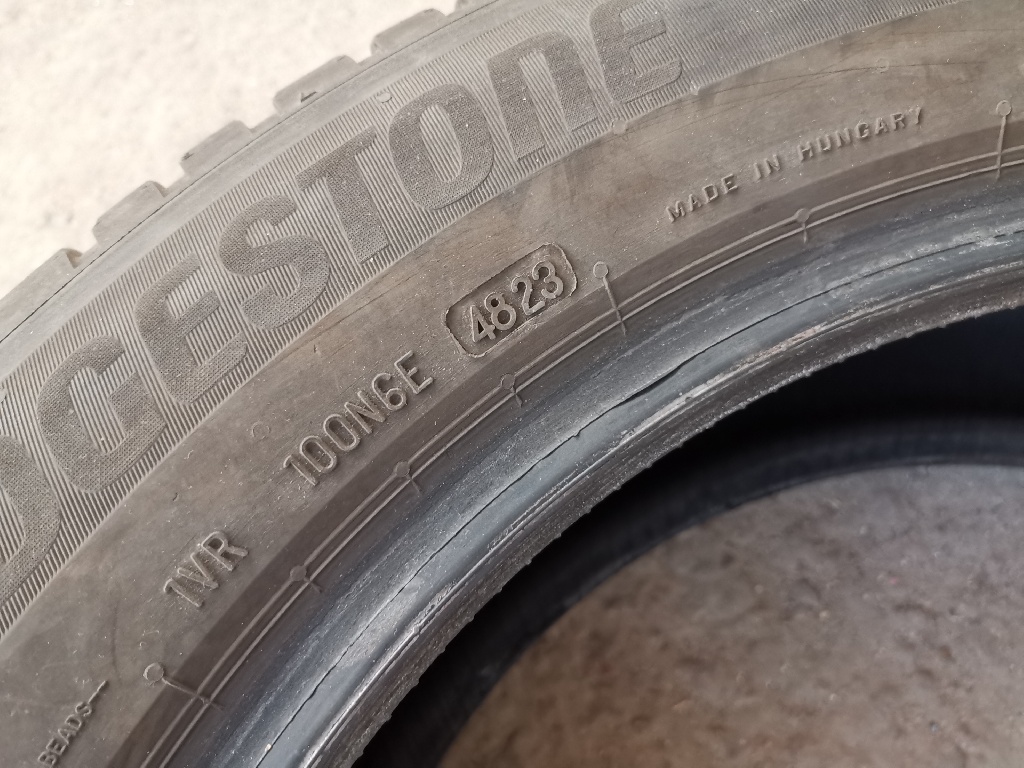 DGESTONE
MADE IN HUNGARY
4823
100N6E
1VR
BEADS